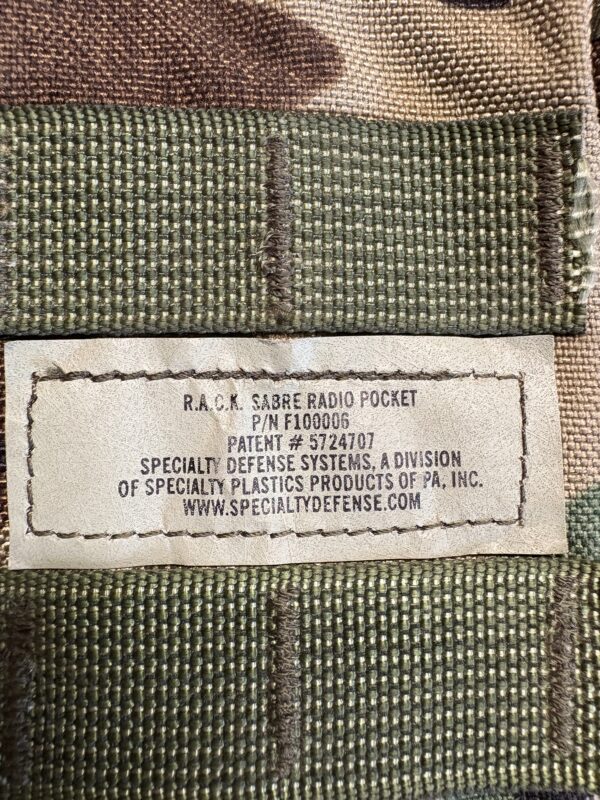 R.A.C.K. SABRE RADIO POCKET
P/N F100006
PATENT # 5724707
SPECIALTY DEFENSE SYSTEMS, A DIVISION
OF SPECIALTY PLASTICS PRODUCTS OF PA, INC.
WWW.SPECIALTYDEFENSE.COM